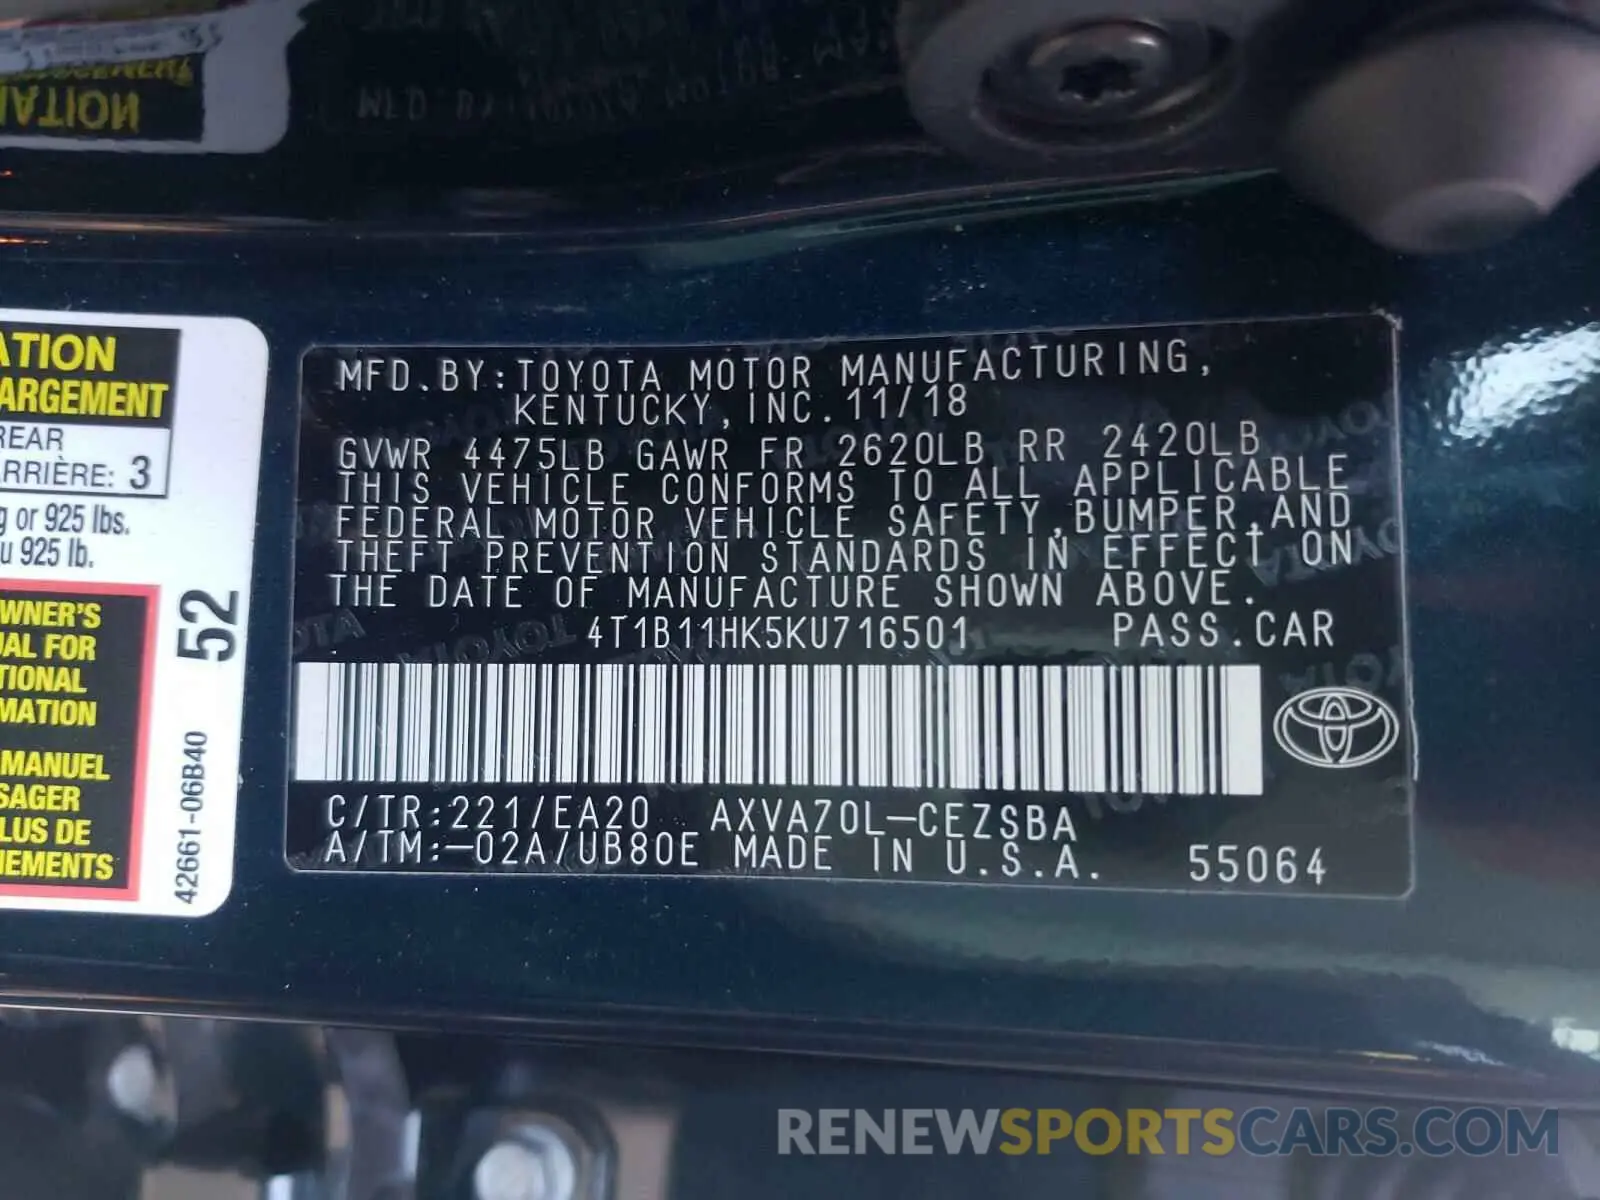 ATION
ARGEMENT
REAR
ARRIÈRE: 3
g or 925 lbs.
u 925 lb.
WNER'S
UAL FOR
TIONAL
MATION
MANUEL
SAGER
LUS DE
NEMENTS
52
42661-06B40
MFD.BY:TOYOTA MOTOR MANUFACTURING,
KENTUCKY,INC.11/18
GVWR 4475LB GAWR FR 2620LB RR 2420LB
THIS VEHICLE CONFORMS TO ALL APPLICABLE
FEDERAL MOTOR VEHICLE SAFETY,BUMPER,AND
THEFT PREVENTION STANDARDS IN EFFECT ON
THE DATE OF MANUFACTURE SHOWN ABOVE.
4T1B11HK5KU716501 PASS.CAR
C/TR:221/EA20 AXVA70L-CEZSBA
A/TM:-02A/UB80E MADE IN U.S.A. 55064
RENEWSPORTSCARS.COM